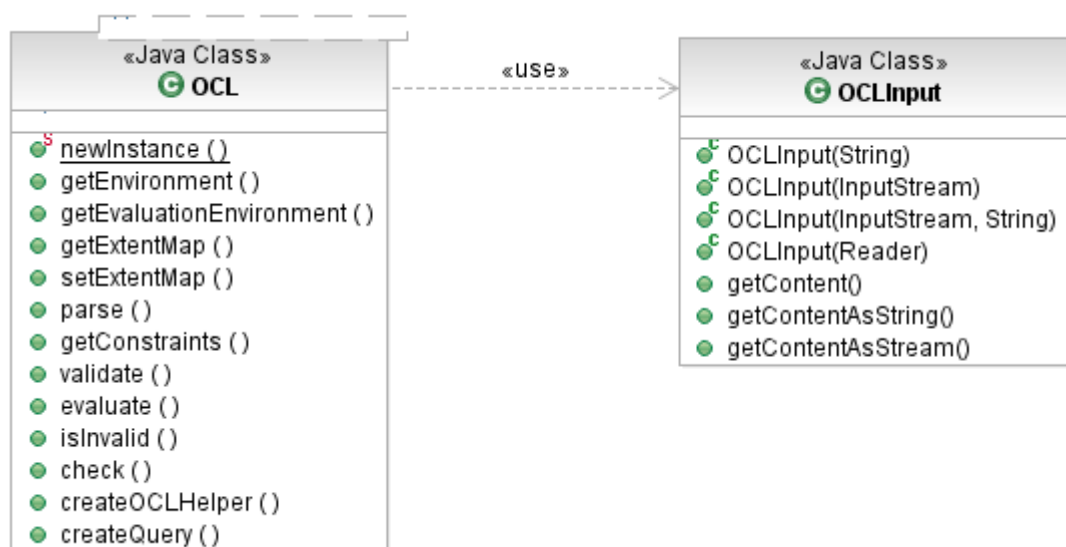 «Java Class»
OCL
newInstance ( )
getEnvironment ( )
getEvaluationEnvironment ( )
getExtentMap ( )
setExtentMap ( )
parse ( )
getConstraints ( )
validate ( )
evaluate ( )
isInvalid ( )
check ( )
createOCLHelper ( )
createQuery ( )
«use»
«Java Class»
OCLInput
OCLInput(String)
OCLInput(InputStream)
OCLInput(InputStream, String)
OCLInput(Reader)
getContent()
getContentAsString()
getContentAsStream()